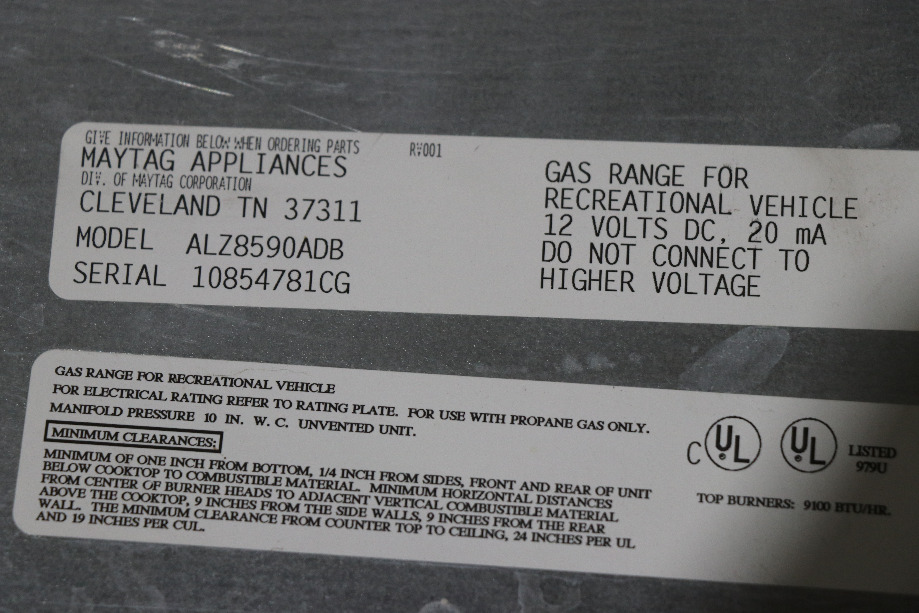 GIVE INFORMATION BELOW WHEN ORDERING PARTS RV001
MAYTAG APPLIANCES
DIV. OF MAYTAG CORPORATION
CLEVELAND TN 37311
MODEL ALZ8590ADB
SERIAL 10854781CG
GAS RANGE FOR
RECREATIONAL VEHICLE
12 VOLTS DC, 20 mA
DO NOT CONNECT TO
HIGHER VOLTAGE
GAS RANGE FOR RECREATIONAL VEHICLE
FOR ELECTRICAL RATING REFER TO RATING PLATE. FOR USE WITH PROPANE GAS ONLY.
MANIFOLD PRESSURE 10 IN. W. C. UNVENTED UNIT.
MINIMUM CLEARANCES:
MINIMUM OF ONE INCH FROM BOTTOM, 1/4 INCH FROM SIDES, FRONT AND REAR OF UNIT
BELOW COOKTOP TO COMBUSTIBLE MATERIAL. MINIMUM HORIZONTAL DISTANCES
FROM CENTER OF BURNER HEADS TO ADJACENT VERTICAL COMBUSTIBLE MATERIAL
ABOVE THE COOKTOP, 9 INCHES FROM THE SIDE WALLS, 9 INCHES FROM THE REAR
WALL. THE MINIMUM CLEARANCE FROM COUNTER TOP TO CEILING, 24 INCHES PER UL
AND 19 INCHES PER CUL.
C UL UL LISTED
979U
TOP BURNERS: 9100 BTU/HR.